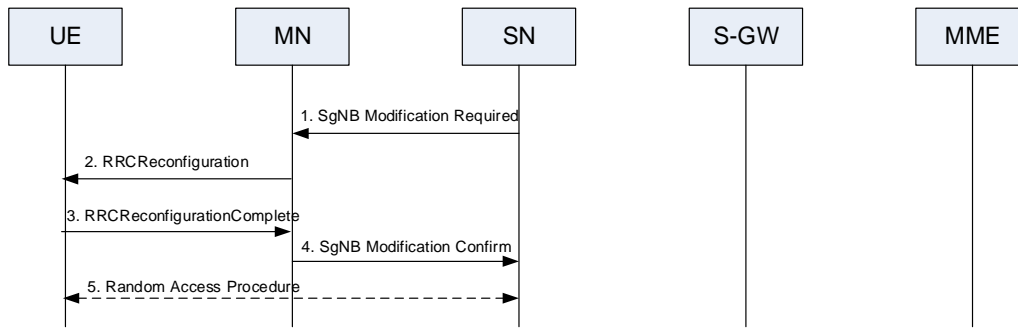 UE
MN
SN
S-GW
MME
1. SgNB Modification Required
2. RRCReconfiguration
3. RRCReconfigurationComplete
4. SgNB Modification Confirm
5. Random Access Procedure